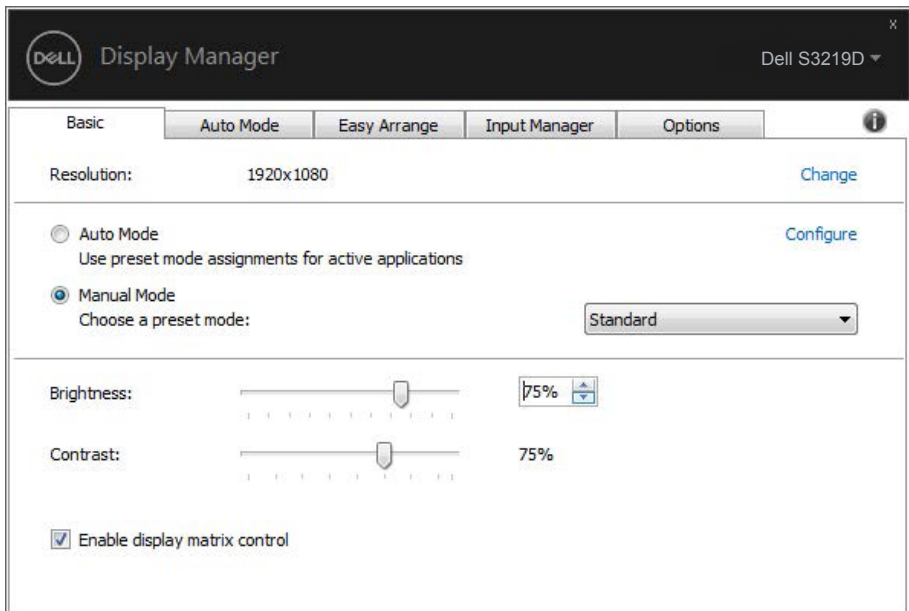 x
DELL Display Manager Dell S3219D
Basic Auto Mode Easy Arrange Input Manager Options i
Resolution: 1920x1080 Change
Auto Mode Configure
Use preset mode assignments for active applications
Manual Mode
Choose a preset mode: Standard
Brightness: 75%
Contrast: 75%
Enable display matrix control